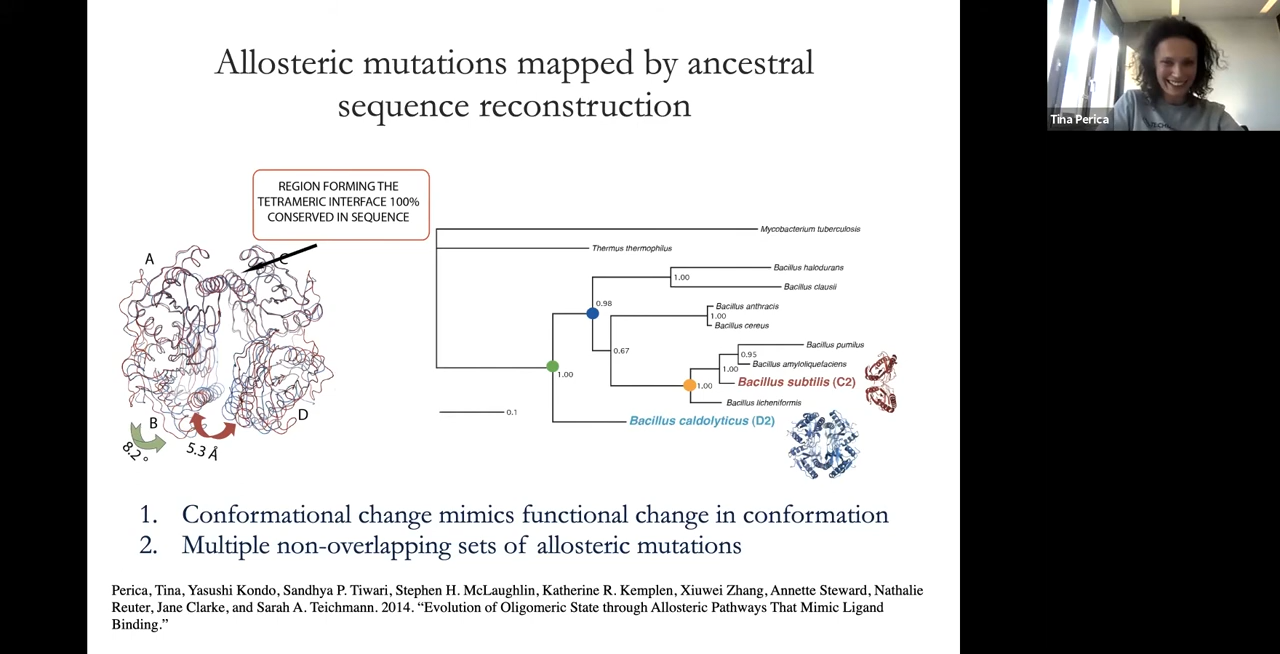 Allosteric mutations mapped by ancestral
sequence reconstruction
Tina Perica
REGION FORMING THE
TETRAMERIC INTERFACE 100%
CONSERVED IN SEQUENCE
A
C
B
D
8.2°
5.3 Å
Mycobacterium tuberculosis
Thermus thermophilus
Bacillus halodurans
1.00
Bacillus clausii
0.98
Bacillus anthracis
1.00
Bacillus cereus
0.67
Bacillus pumilus
0.95
Bacillus amyloliquefaciens
1.00
Bacillus subtilis (C2)
1.00
Bacillus licheniformis
1.00
0.1
Bacillus caldolyticus (D2)
1. Conformational change mimics functional change in conformation
2. Multiple non-overlapping sets of allosteric mutations
Perica, Tina, Yasushi Kondo, Sandhya P. Tiwari, Stephen H. McLaughlin, Katherine R. Kemplen, Xiuwei Zhang, Annette Steward, Nathalie
Reuter, Jane Clarke, and Sarah A. Teichmann. 2014. “Evolution of Oligomeric State through Allosteric Pathways That Mimic Ligand
Binding.”